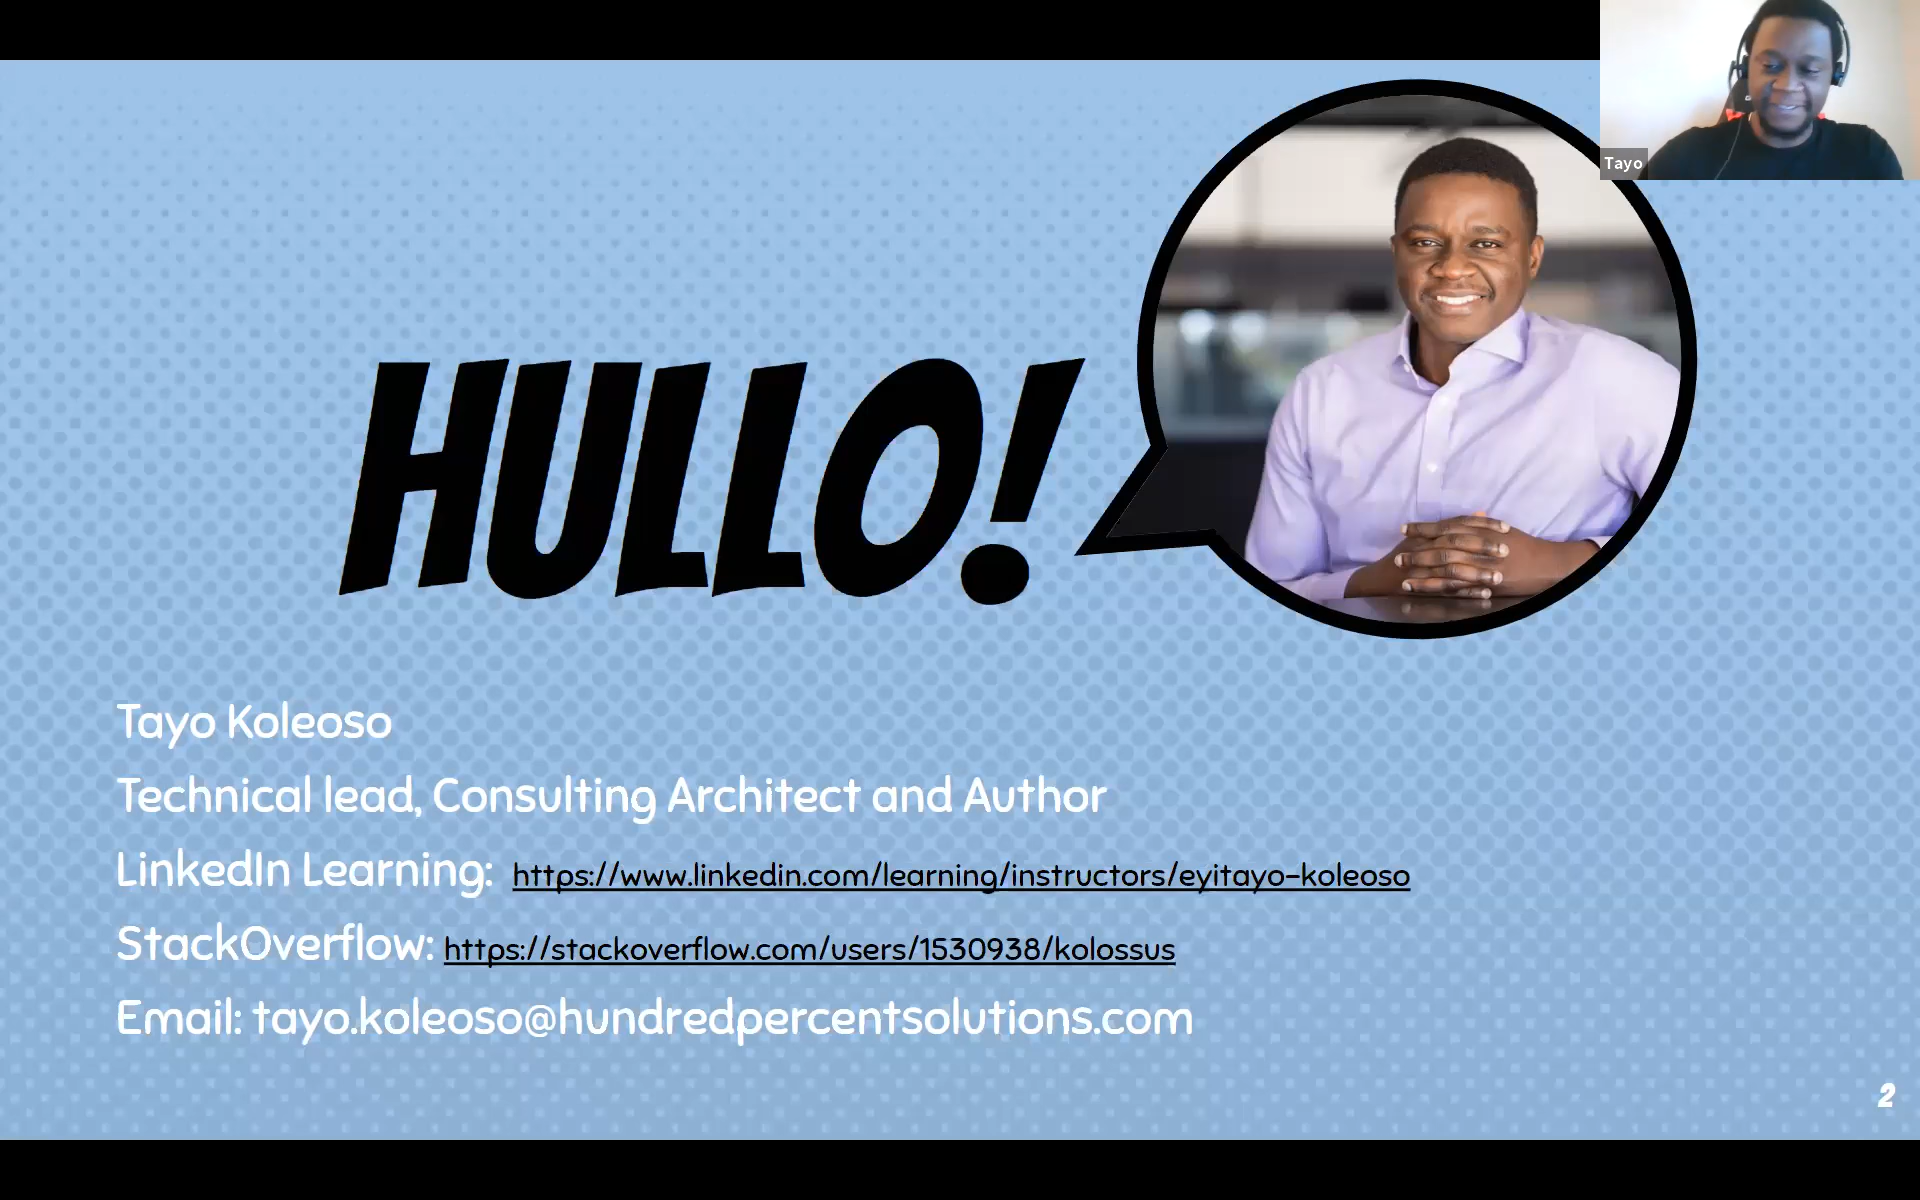 Tayo
HULLO!
Tayo Koleoso
Technical lead, Consulting Architect and Author
LinkedIn Learning: https://www.linkedin.com/learning/instructors/eyitayo-koleoso
StackOverflow: https://stackoverflow.com/users/1530938/kolossus
Email: tayo.koleoso@hundredpercentsolutions.com
2